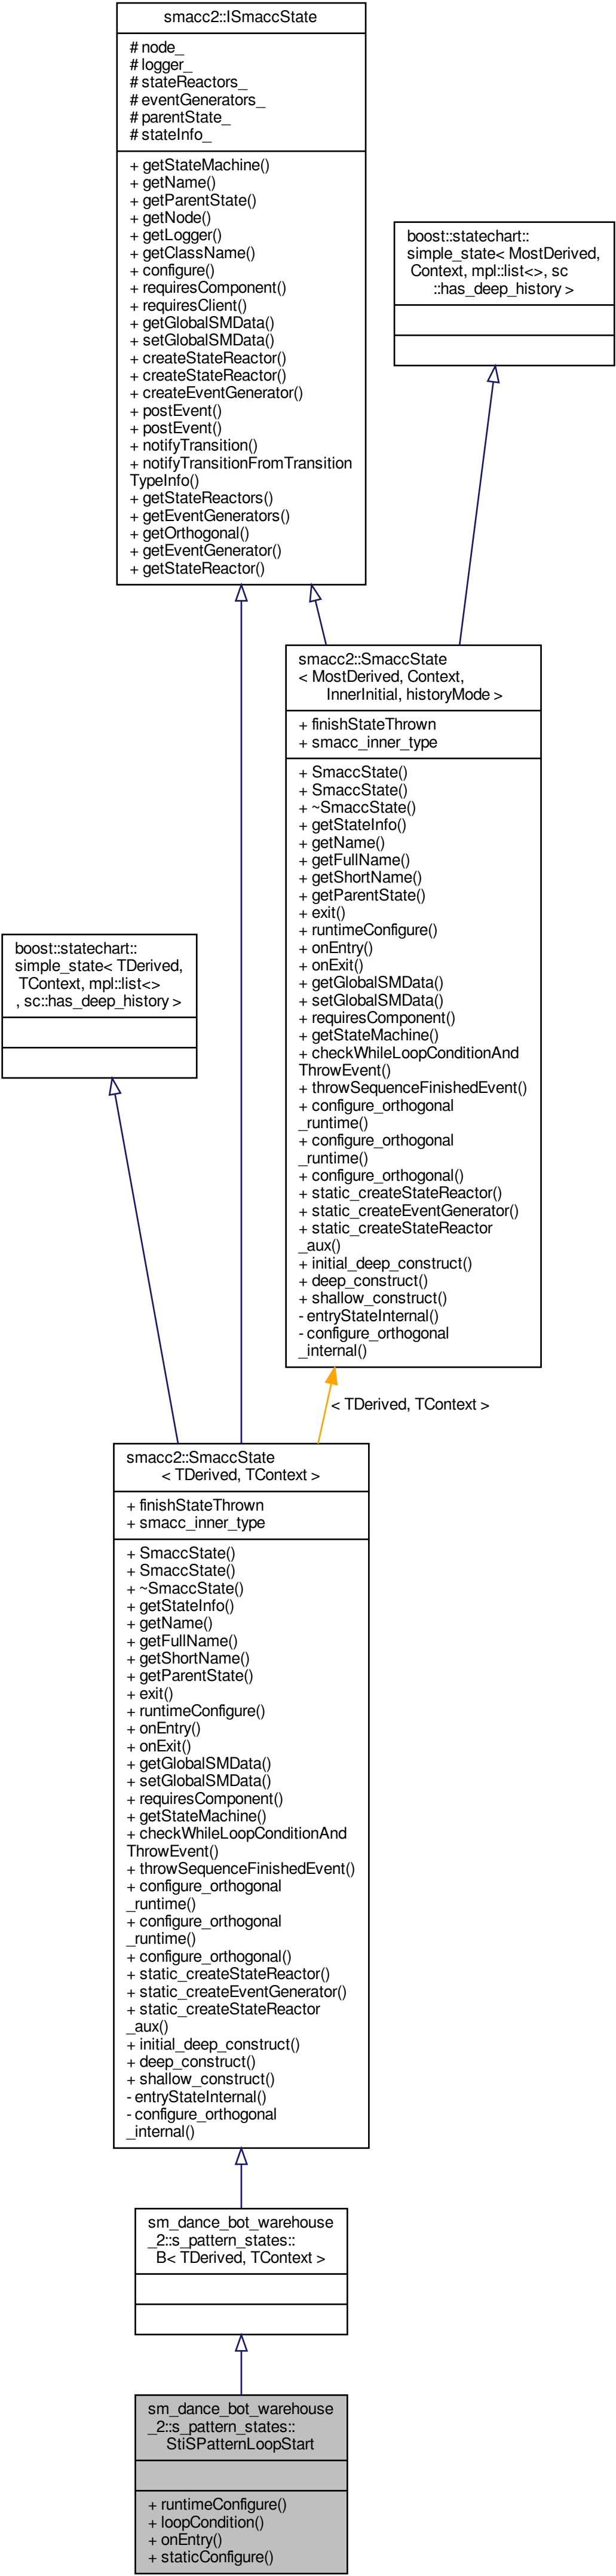 smacc2::ISmaccState
# node_
# logger_
# stateReactors_
# eventGenerators_
# parentState_
# stateInfo_
+ getStateMachine()
+ getName()
+ getParentState()
+ getNode()
+ getLogger()
+ getClassName()
+ configure()
+ requiresComponent()
+ requiresClient()
+ getGlobalSMData()
+ setGlobalSMData()
+ createStateReactor()
+ createStateReactor()
+ createEventGenerator()
+ postEvent()
+ postEvent()
+ notifyTransition()
+ notifyTransitionFromTransition
TypeInfo()
+ getStateReactors()
+ getEventGenerators()
+ getOrthogonal()
+ getEventGenerator()
+ getStateReactor()
boost::statechart::
simple_state< MostDerived,
Context, mpl::list<>, sc
::has_deep_history >
smacc2::SmaccState
< MostDerived, Context,
InnerInitial, historyMode >
+ finishStateThrown
+ smacc_inner_type
+ SmaccState()
+ SmaccState()
+ ~SmaccState()
+ getStateInfo()
+ getName()
+ getFullName()
+ getShortName()
+ getParentState()
+ exit()
+ runtimeConfigure()
+ onEntry()
+ onExit()
+ getGlobalSMData()
+ setGlobalSMData()
+ requiresComponent()
+ getStateMachine()
+ checkWhileLoopConditionAnd
ThrowEvent()
+ throwSequenceFinishedEvent()
+ configure_orthogonal
_runtime()
+ configure_orthogonal
_runtime()
+ configure_orthogonal()
+ static_createStateReactor()
+ static_createEventGenerator()
+ static_createStateReactor
_aux()
+ initial_deep_construct()
+ deep_construct()
+ shallow_construct()
- entryStateInternal()
- configure_orthogonal
_internal()
boost::statechart::
simple_state< TDerived,
TContext, mpl::list<>
, sc::has_deep_history >
< TDerived, TContext >
smacc2::SmaccState
< TDerived, TContext >
+ finishStateThrown
+ smacc_inner_type
+ SmaccState()
+ SmaccState()
+ ~SmaccState()
+ getStateInfo()
+ getName()
+ getFullName()
+ getShortName()
+ getParentState()
+ exit()
+ runtimeConfigure()
+ onEntry()
+ onExit()
+ getGlobalSMData()
+ setGlobalSMData()
+ requiresComponent()
+ getStateMachine()
+ checkWhileLoopConditionAnd
ThrowEvent()
+ throwSequenceFinishedEvent()
+ configure_orthogonal
_runtime()
+ configure_orthogonal
_runtime()
+ configure_orthogonal()
+ static_createStateReactor()
+ static_createEventGenerator()
+ static_createStateReactor
_aux()
+ initial_deep_construct()
+ deep_construct()
+ shallow_construct()
- entryStateInternal()
- configure_orthogonal
_internal()
sm_dance_bot_warehouse
_2::s_pattern_states::
B< TDerived, TContext >
sm_dance_bot_warehouse
_2::s_pattern_states::
StiSPatternLoopStart
+ runtimeConfigure()
+ loopCondition()
+ onEntry()
+ staticConfigure()